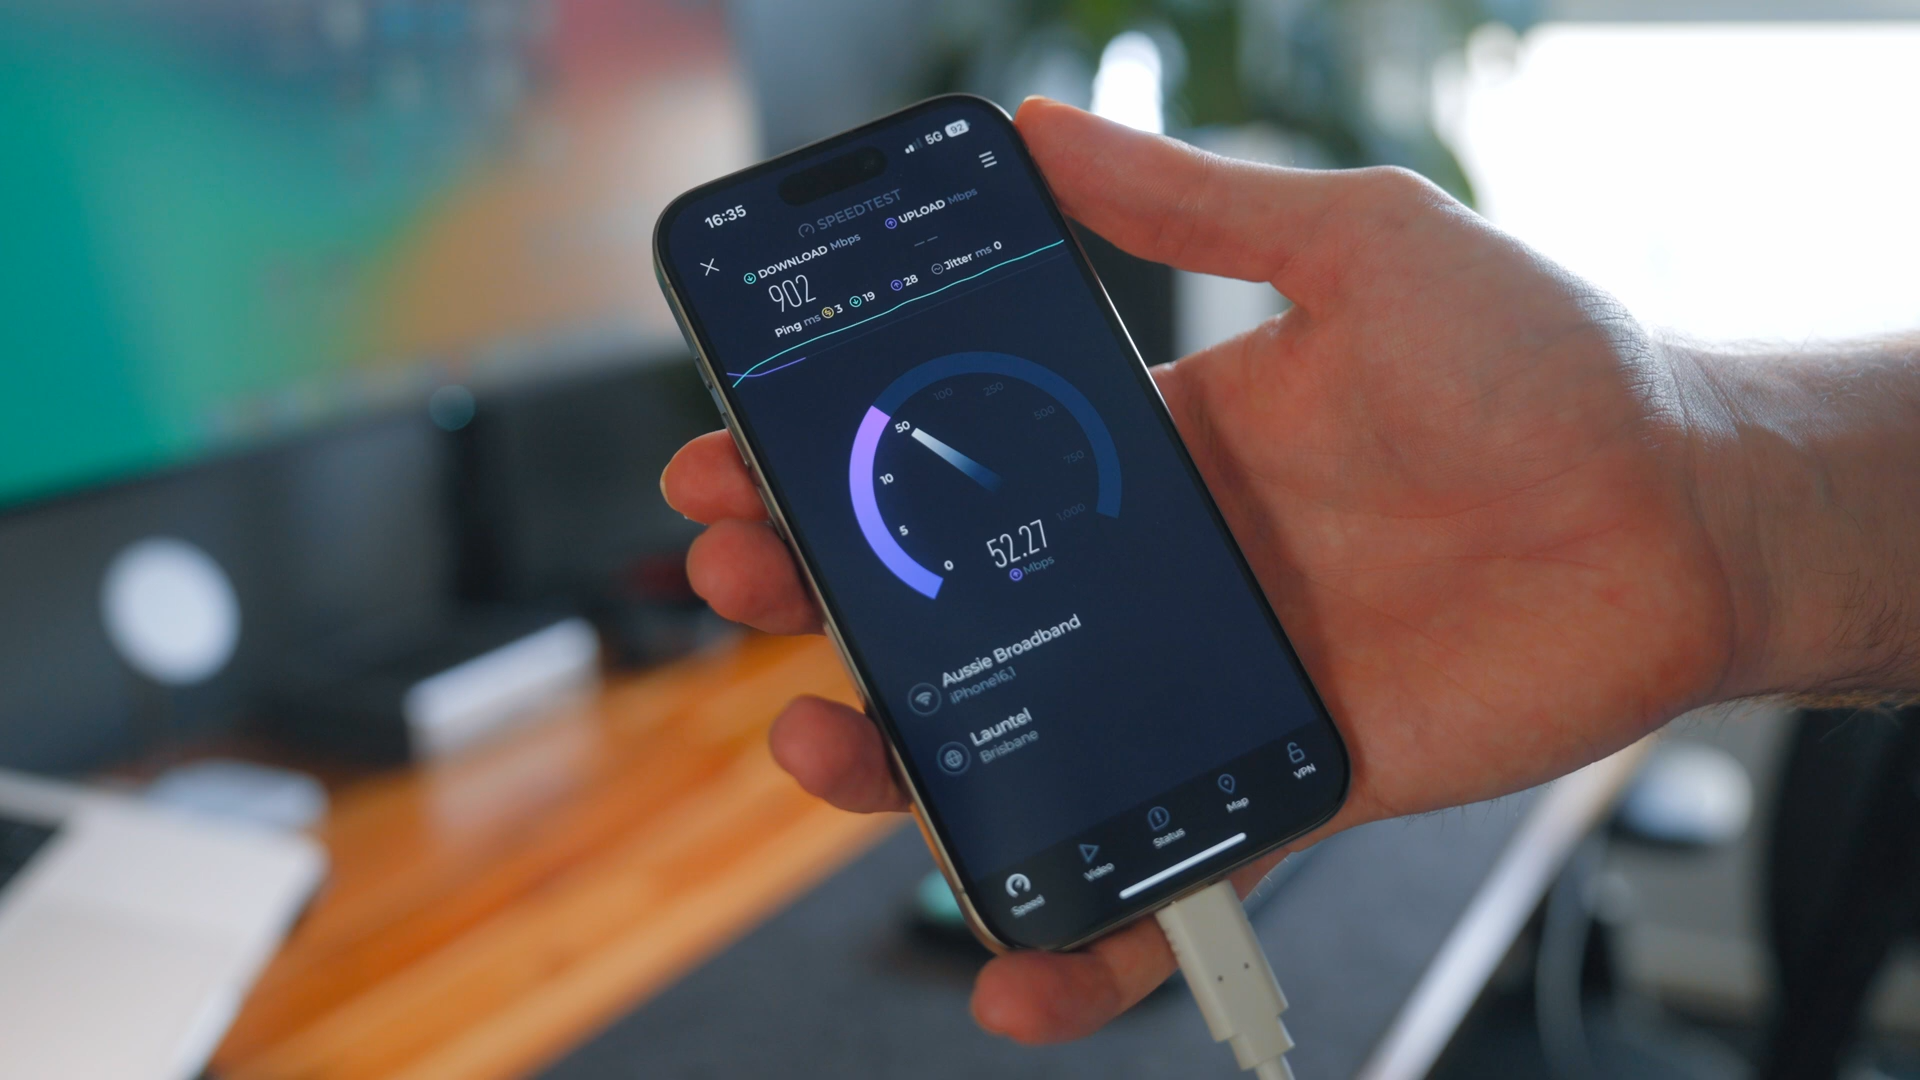 16:35
5G 92
SPEEDTEST
DOWNLOAD Mbps
902
UPLOAD Mbps
— —
Ping ms 3 19 28 Jitter ms 0
0
5
10
50
100
250
500
750
1,000
52.27
Mbps
Aussie Broadband
iPhone16,1
Launtel
Brisbane
Speed
Video
Status
Map
VPN